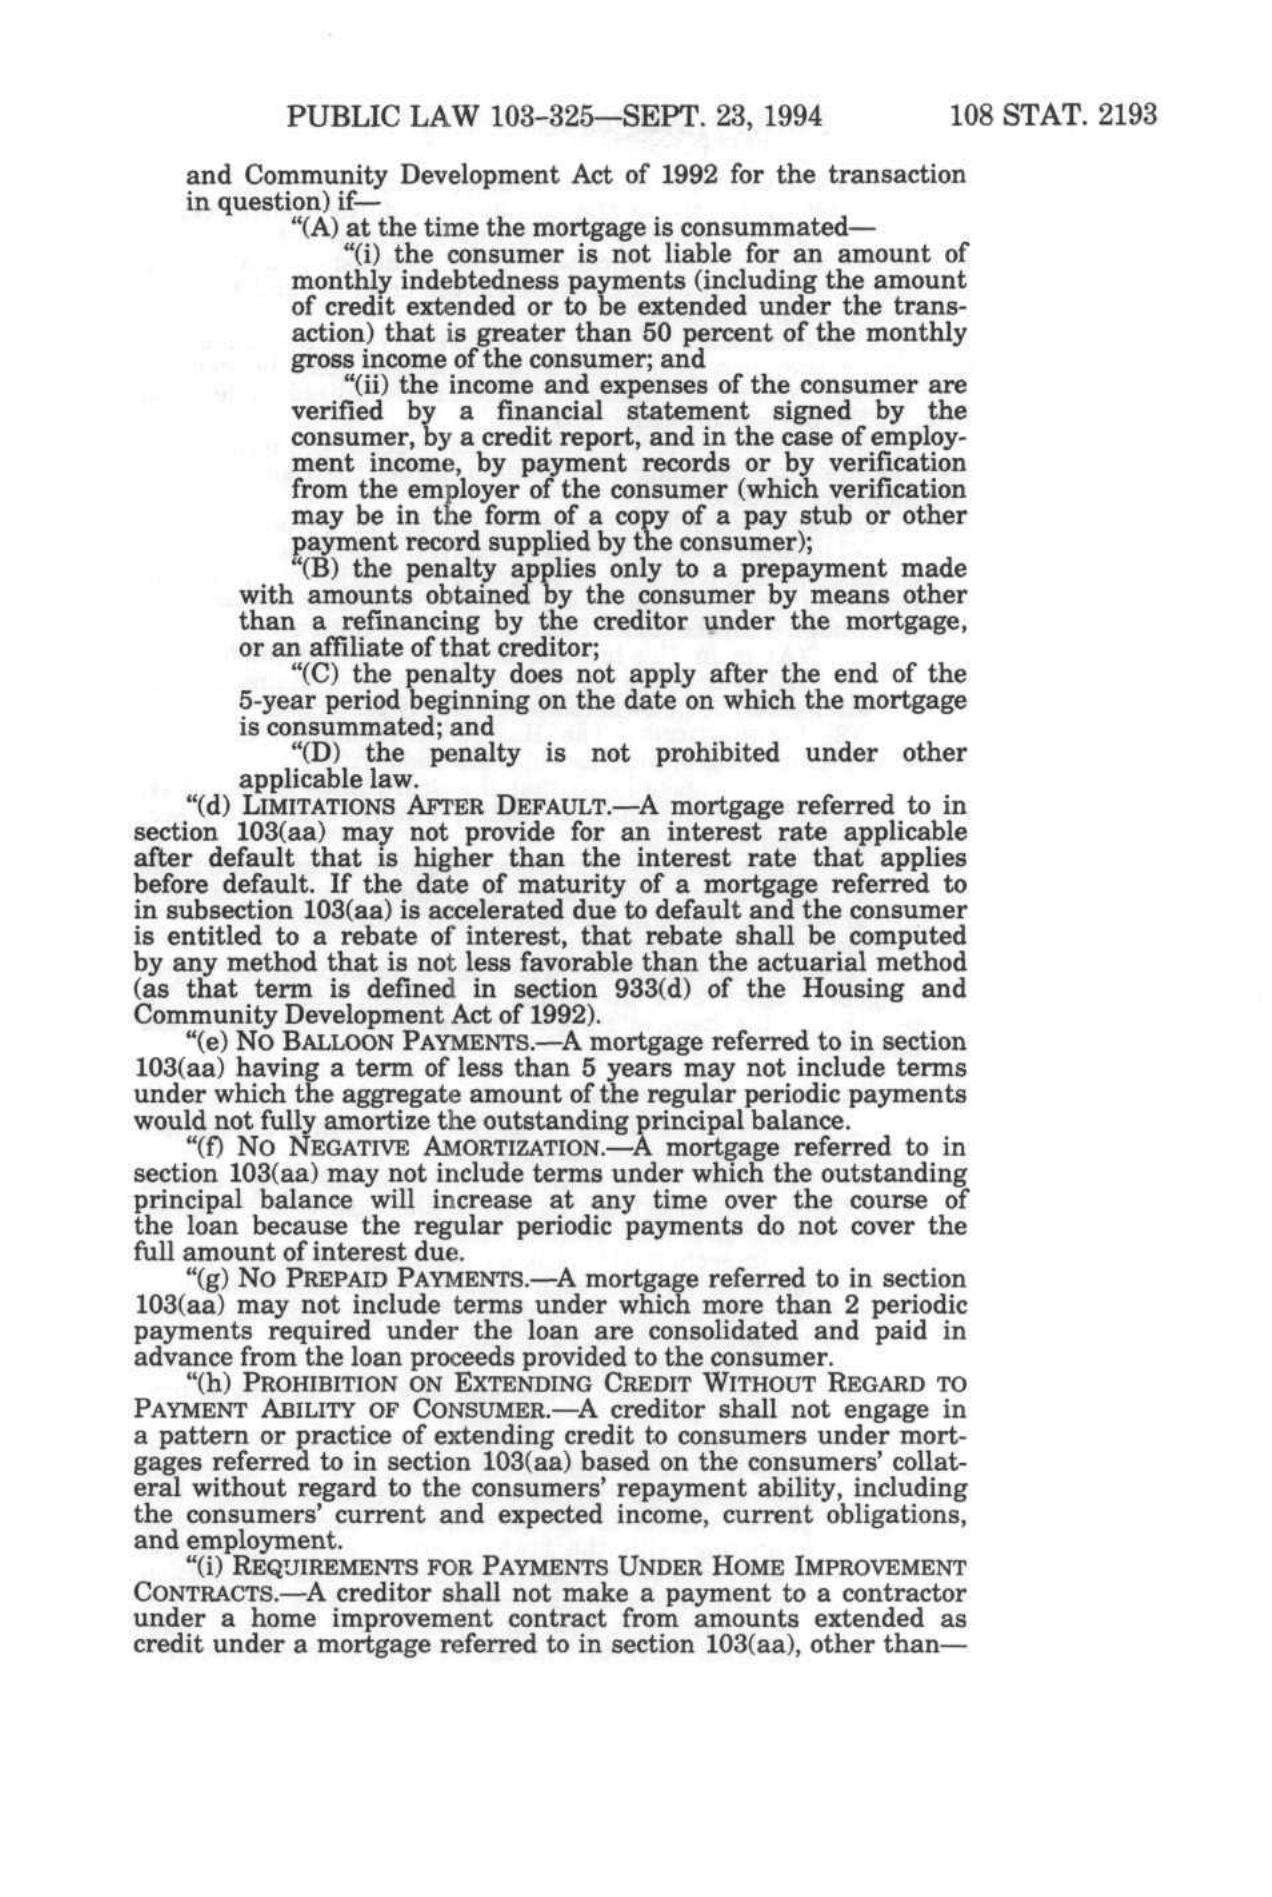 PUBLIC LAW 103–325—SEPT. 23, 1994 108 STAT. 2193
and Community Development Act of 1992 for the transaction
in question) if—
“(A) at the time the mortgage is consummated—
“(i) the consumer is not liable for an amount of
monthly indebtedness payments (including the amount
of credit extended or to be extended under the trans-
action) that is greater than 50 percent of the monthly
gross income of the consumer; and
“(ii) the income and expenses of the consumer are
verified by a financial statement signed by the
consumer, by a credit report, and in the case of employ-
ment income, by payment records or by verification
from the employer of the consumer (which verification
may be in the form of a copy of a pay stub or other
payment record supplied by the consumer);
“(B) the penalty applies only to a prepayment made
with amounts obtained by the consumer by means other
than a refinancing by the creditor under the mortgage,
or an affiliate of that creditor;
“(C) the penalty does not apply after the end of the
5-year period beginning on the date on which the mortgage
is consummated; and
“(D) the penalty is not prohibited under other
applicable law.
“(d) LIMITATIONS AFTER DEFAULT.—A mortgage referred to in
section 103(aa) may not provide for an interest rate applicable
after default that is higher than the interest rate that applies
before default. If the date of maturity of a mortgage referred to
in subsection 103(aa) is accelerated due to default and the consumer
is entitled to a rebate of interest, that rebate shall be computed
by any method that is not less favorable than the actuarial method
(as that term is defined in section 933(d) of the Housing and
Community Development Act of 1992).
“(e) NO BALLOON PAYMENTS.—A mortgage referred to in section
103(aa) having a term of less than 5 years may not include terms
under which the aggregate amount of the regular periodic payments
would not fully amortize the outstanding principal balance.
“(f) NO NEGATIVE AMORTIZATION.—A mortgage referred to in
section 103(aa) may not include terms under which the outstanding
principal balance will increase at any time over the course of
the loan because the regular periodic payments do not cover the
full amount of interest due.
“(g) NO PREPAID PAYMENTS.—A mortgage referred to in section
103(aa) may not include terms under which more than 2 periodic
payments required under the loan are consolidated and paid in
advance from the loan proceeds provided to the consumer.
“(h) PROHIBITION ON EXTENDING CREDIT WITHOUT REGARD TO
PAYMENT ABILITY OF CONSUMER.—A creditor shall not engage in
a pattern or practice of extending credit to consumers under mort-
gages referred to in section 103(aa) based on the consumers’ collat-
eral without regard to the consumers’ repayment ability, including
the consumers’ current and expected income, current obligations,
and employment.
“(i) REQUIREMENTS FOR PAYMENTS UNDER HOME IMPROVEMENT
CONTRACTS.—A creditor shall not make a payment to a contractor
under a home improvement contract from amounts extended as
credit under a mortgage referred to in section 103(aa), other than—